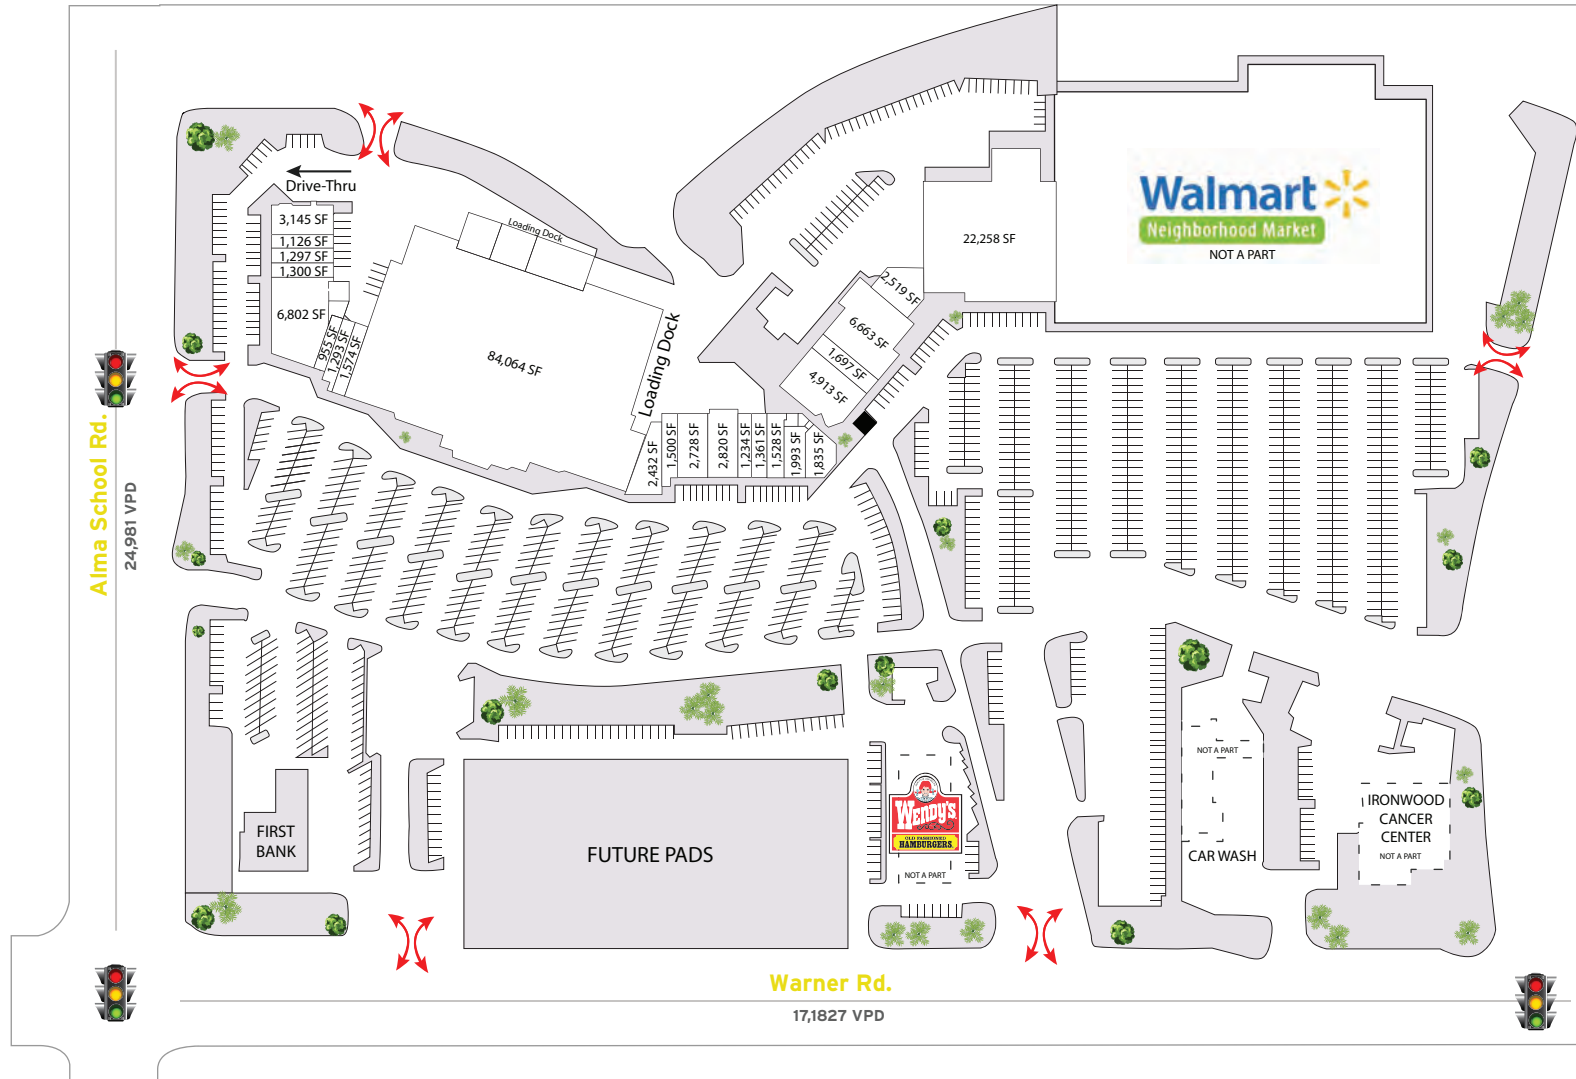 Walmart
Neighborhood Market
NOT A PART
Drive-Thru
3,145 SF
1,126 SF
1,297 SF
1,300 SF
6,802 SF
955 SF
1,293 SF
1,574 SF
Loading Dock
84,064 SF
Loading Dock
22,258 SF
2,519 SF
6,663 SF
1,697 SF
4,913 SF
2,432 SF
1,500 SF
2,728 SF
2,820 SF
1,234 SF
1,361 SF
1,528 SF
1,993 SF
1,835 SF
Alma School Rd.
24,981 VPD
FIRST
BANK
FUTURE PADS
WENDY'S
OLD FASHIONED
HAMBURGERS.
NOT A PART
NOT A PART
CAR WASH
IRONWOOD
CANCER
CENTER
NOT A PART
Warner Rd.
17,1827 VPD